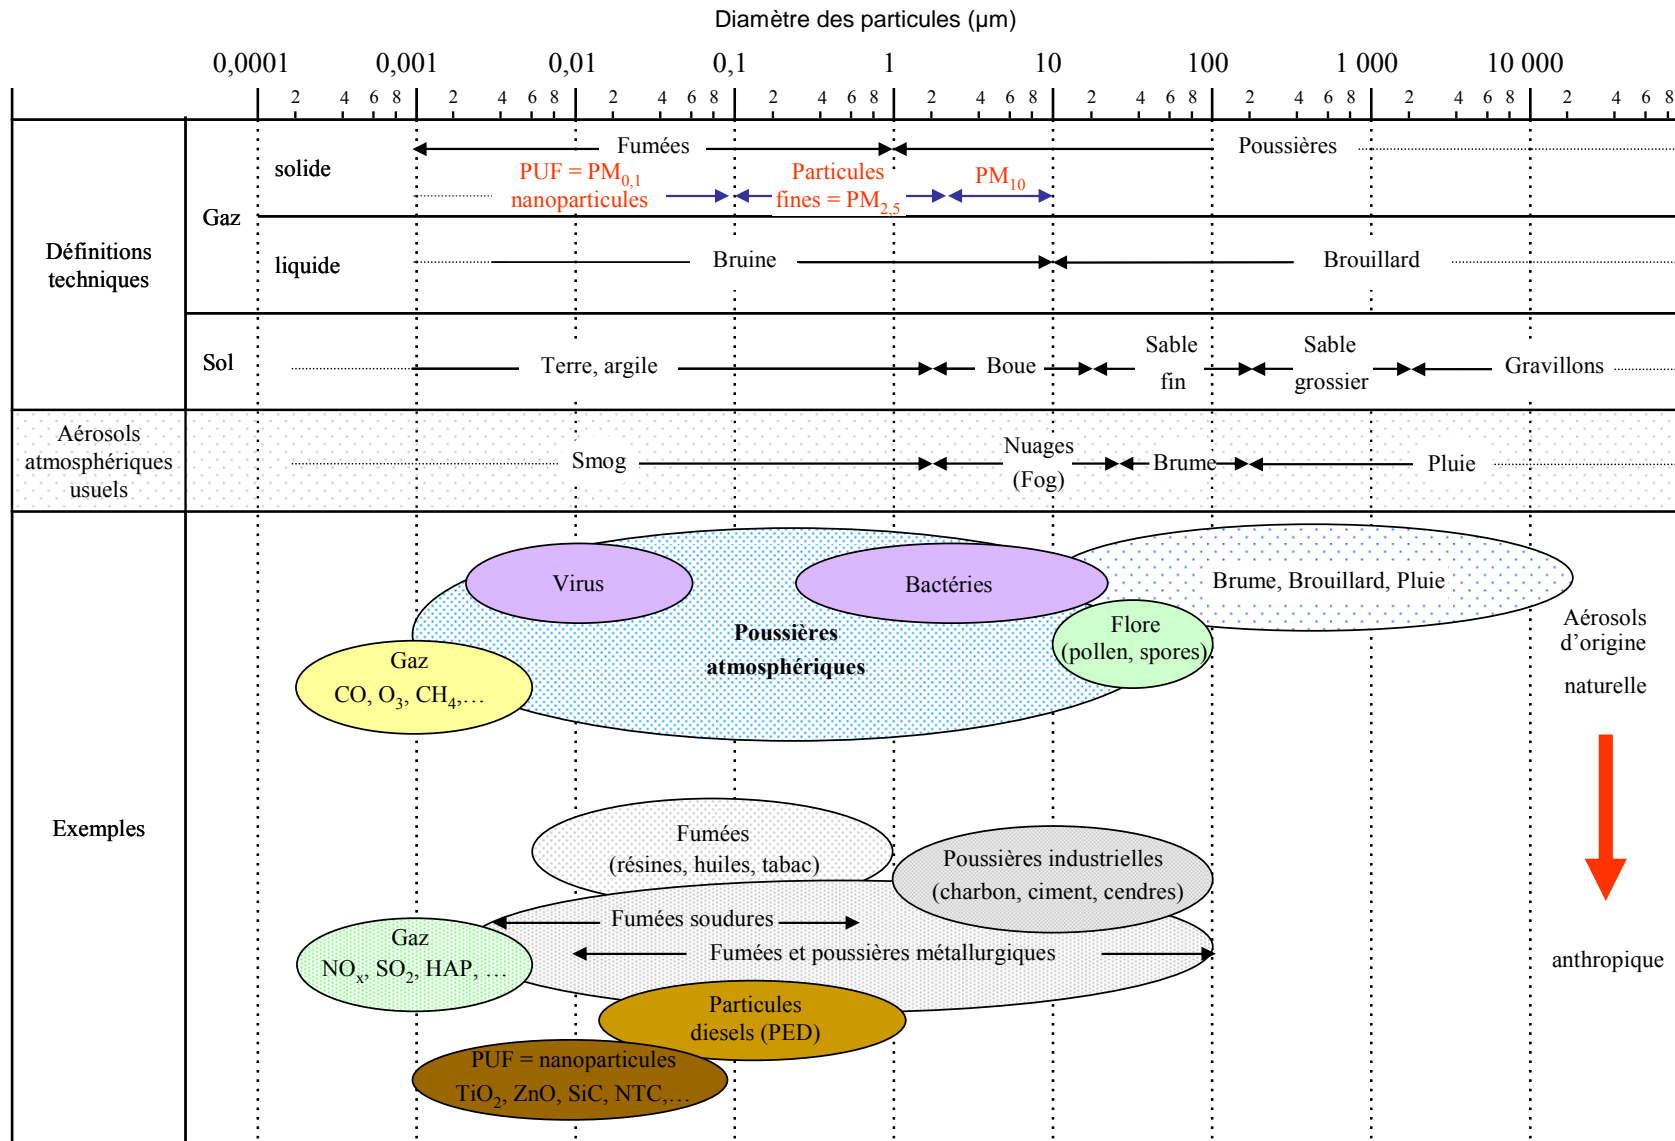 Diamètre des particules (µm)
0,0001 0,001 0,01 0,1 1 10 100 1 000 10 000
2 4 6 8 2 4 6 8 2 4 6 8 2 4 6 8 2 4 6 8 2 4 6 8 2 4 6 8 2 4 6 8 2 4 6 8
Définitions
techniques
Gaz
solide
Fumées
Poussières
PUF = PM0,1
nanoparticules
Particules
fines = PM2,5
PM10
liquide
Bruine
Brouillard
Sol
Terre, argile
Boue
Sable
fin
Sable
grossier
Gravillons
Aérosols
atmosphériques
usuels
Smog
Nuages
(Fog)
Brume
Pluie
Exemples
Virus
Bactéries
Brume, Brouillard, Pluie
Poussières
atmosphériques
Flore
(pollen, spores)
Gaz
CO, O3, CH4,…
Aérosols
d’origine
naturelle
Fumées
(résines, huiles, tabac)
Poussières industrielles
(charbon, ciment, cendres)
Fumées soudures
Fumées et poussières métallurgiques
Gaz
NOx, SO2, HAP, …
anthropique
Particules
diesels (PED)
PUF = nanoparticules
TiO2, ZnO, SiC, NTC,…